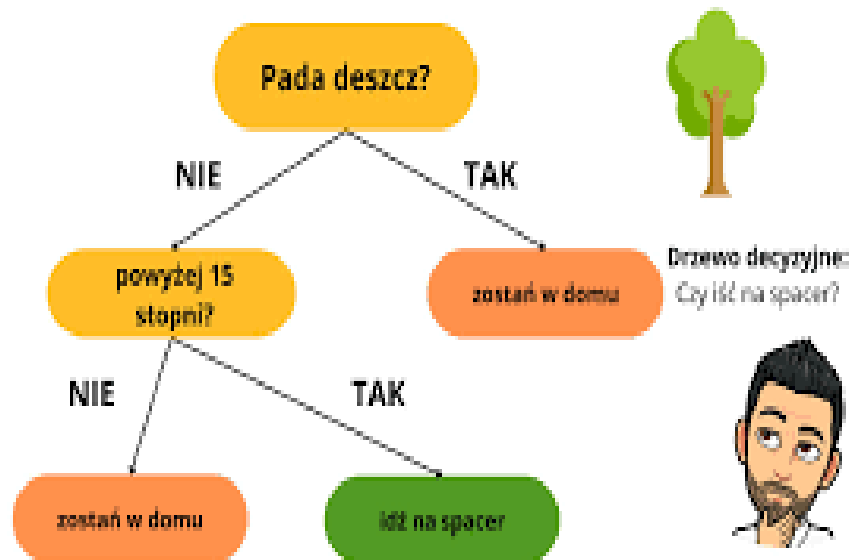 Pada deszcz?
NIE
TAK
powyżej 15
stopni?
zostań w domu
Drzewo decyzyjne:
Czy iść na spacer?
NIE
TAK
zostań w domu
idź na spacer